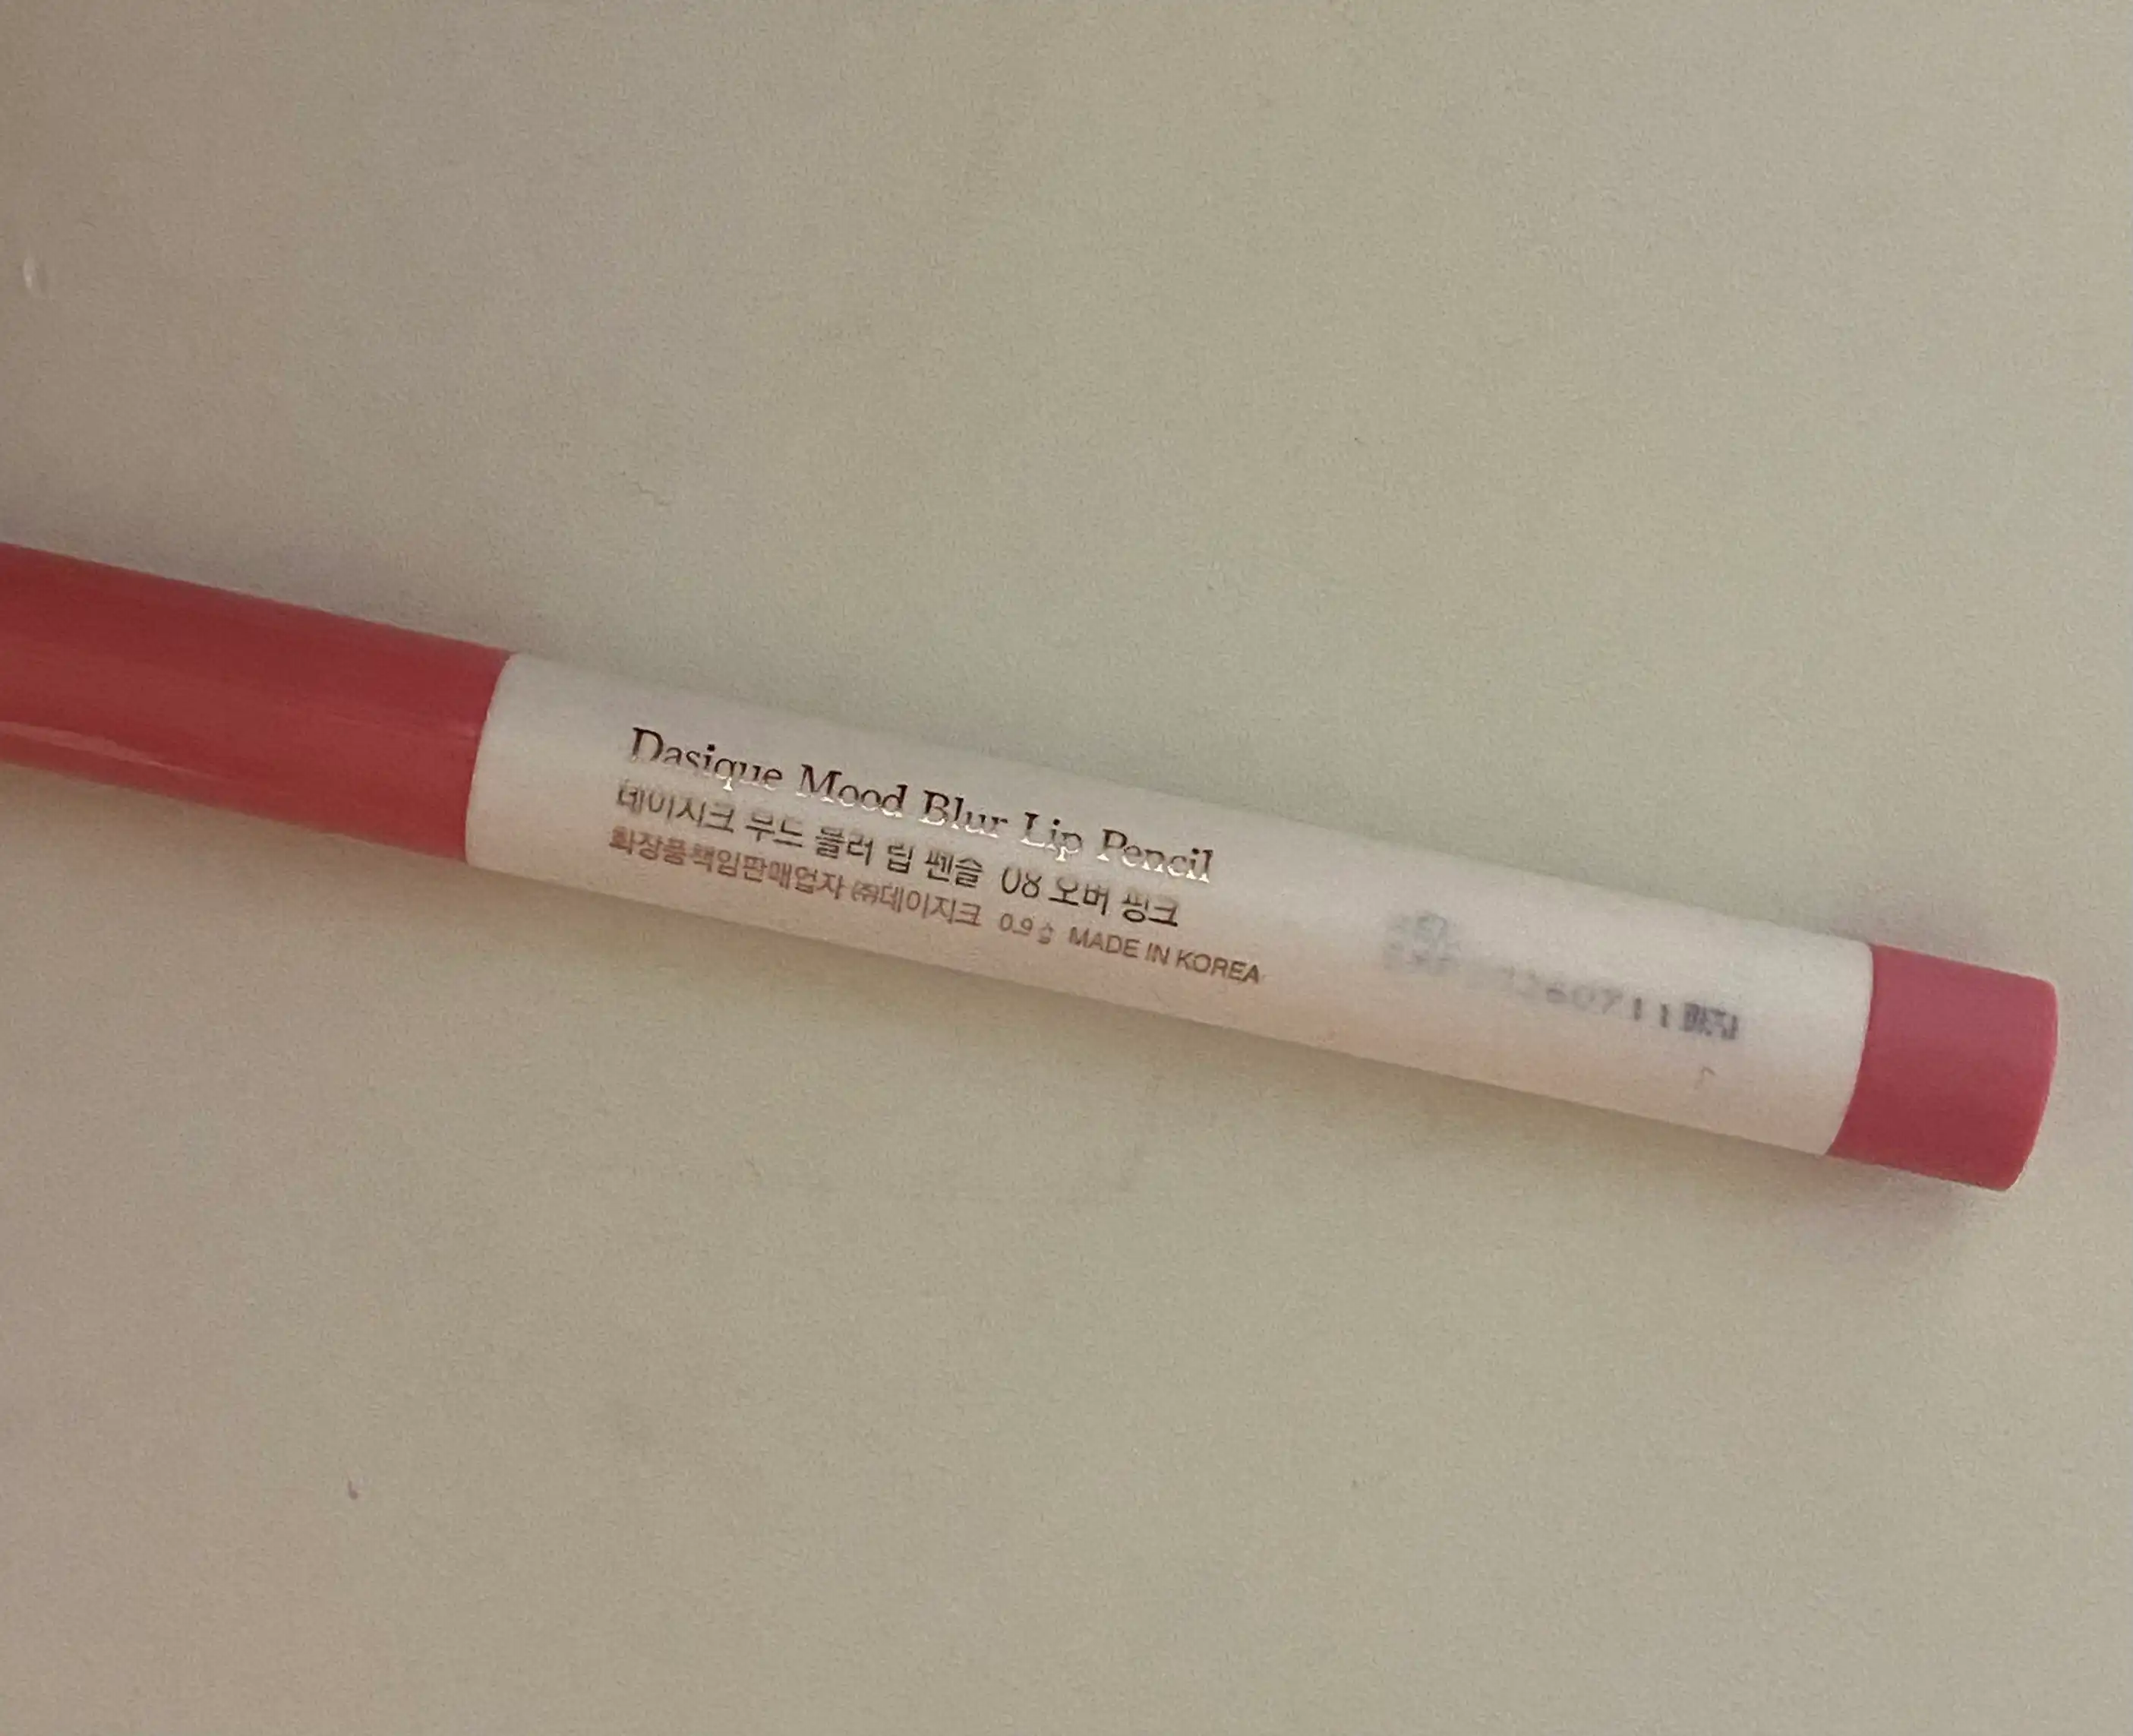 Dasique Mood Blur Lip Pencil
데이지크 무드 블러 립 펜슬 08 오버 핑크
화장품책임판매업자 ㈜데이지크 0.9 g MADE IN KOREA